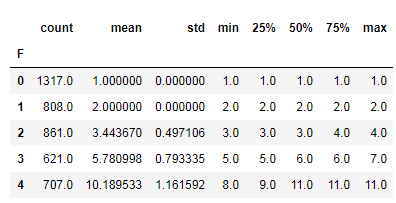 count mean std min 25% 50% 75% max
F
0 1317.0 1.000000 0.000000 1.0 1.0 1.0 1.0 1.0
1 808.0 2.000000 0.000000 2.0 2.0 2.0 2.0 2.0
2 861.0 3.443670 0.497106 3.0 3.0 3.0 4.0 4.0
3 621.0 5.780998 0.793335 5.0 5.0 6.0 6.0 7.0
4 707.0 10.189533 1.161592 8.0 9.0 11.0 11.0 11.0